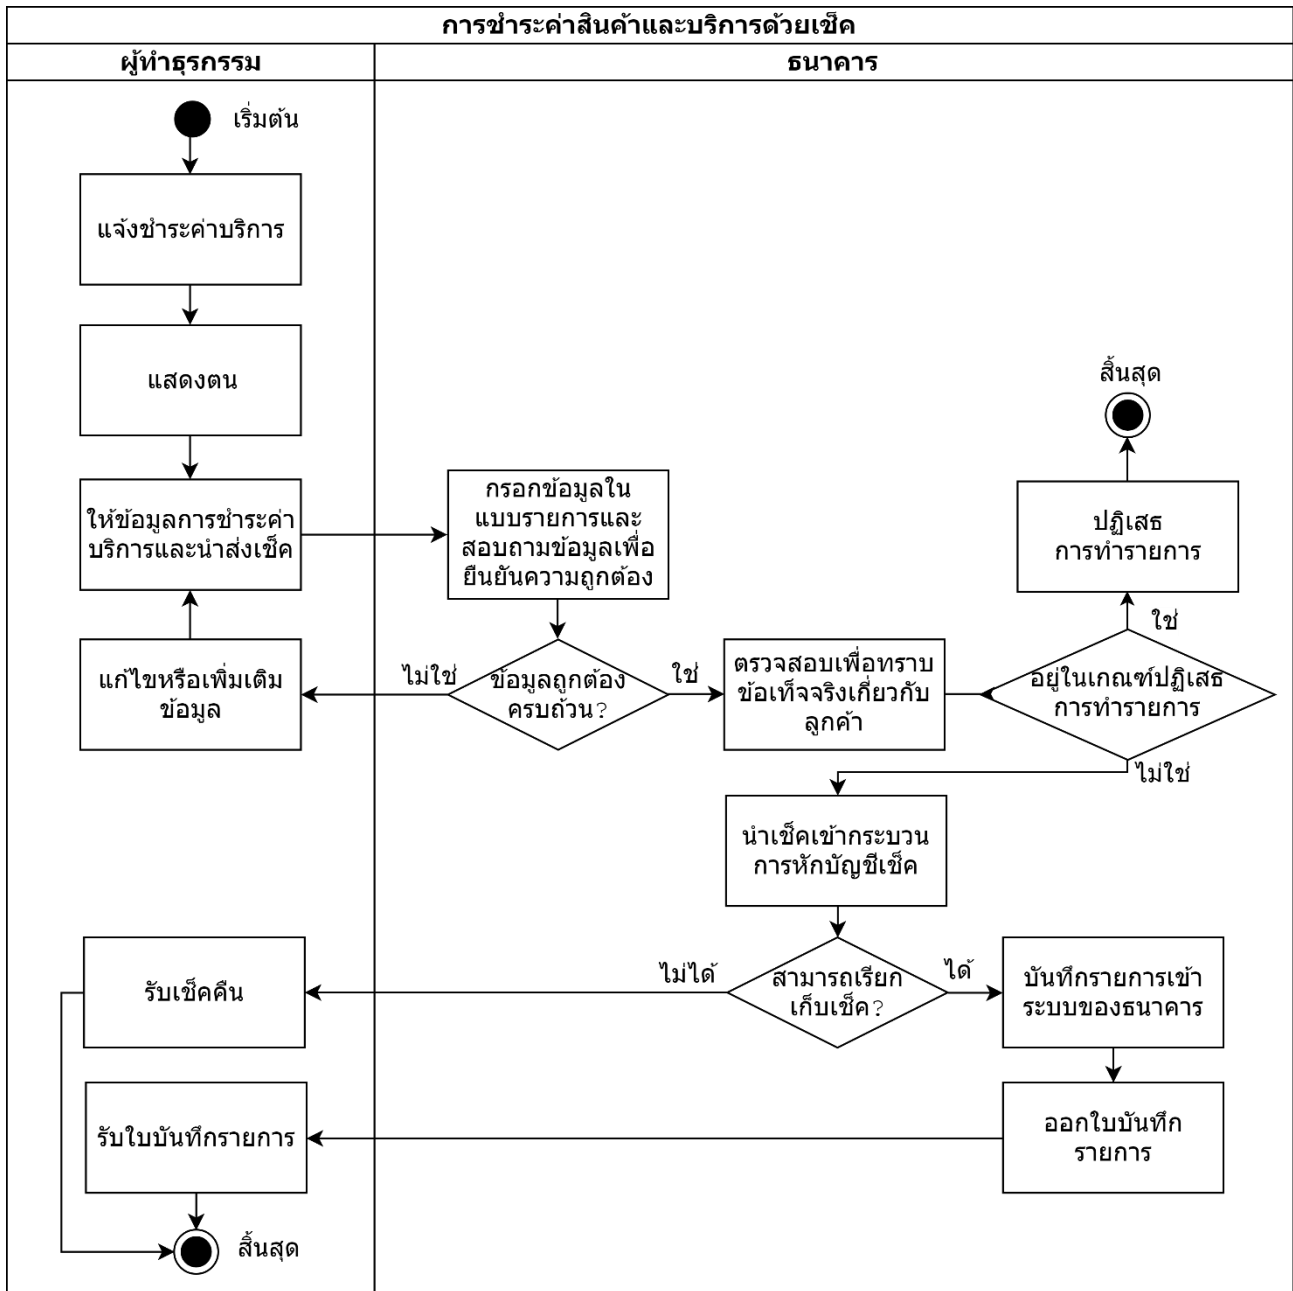 การชำระค่าสินค้าและบริการด้วยเช็ค
ผู้ทำธุรกรรม
ธนาคาร
เริ่มต้น
แจ้งชำระค่าบริการ
แสดงตน
ให้ข้อมูลการชำระค่า
บริการและนำส่งเช็ค
กรอกข้อมูลใน
แบบรายการและ
สอบถามข้อมูลเพื่อ
ยืนยันความถูกต้อง
สิ้นสุด
ปฏิเสธ
การทำรายการ
ใช่
แก้ไขหรือเพิ่มเติม
ข้อมูล
ไม่ใช่
ข้อมูลถูกต้อง
ครบถ้วน?
ใช่
ตรวจสอบเพื่อทราบ
ข้อเท็จจริงเกี่ยวกับ
ลูกค้า
อยู่ในเกณฑ์ปฏิเสธ
การทำรายการ
ไม่ใช่
นำเช็คเข้ากระบวน
การหักบัญชีเช็ค
รับเช็คคืน
ไม่ได้
สามารถเรียก
เก็บเช็ค?
ได้
บันทึกรายการเข้า
ระบบของธนาคาร
รับใบบันทึกรายการ
ออกใบบันทึก
รายการ
สิ้นสุด